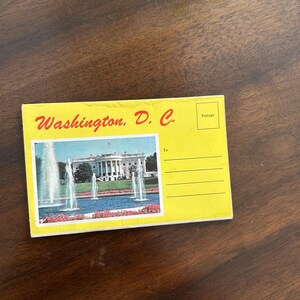 Washington, D. C.
Postage
To